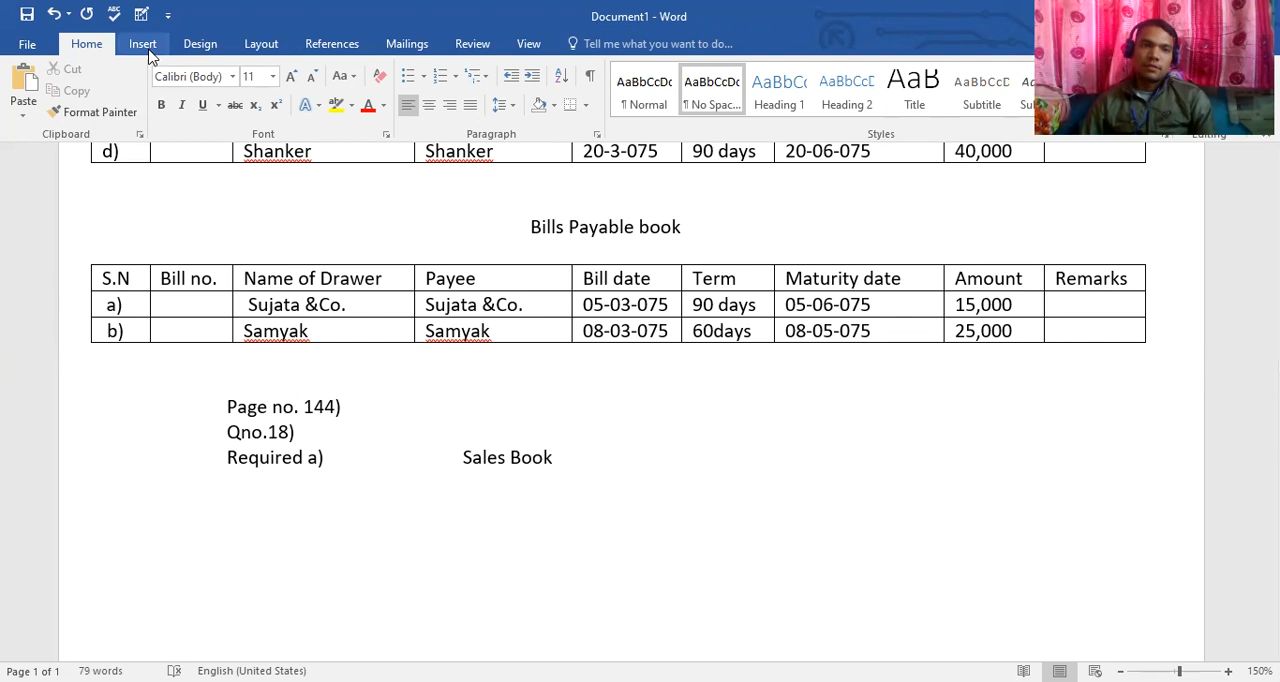 Document1 - Word
File Home Insert Design Layout References Mailings Review View Tell me what you want to do...
Paste Cut Copy Format Painter
Calibri (Body) 11
AaBbCcDc AaBbCcDc AaBbCc AaBbCcD AaB AaBbCcD
¶ Normal ¶ No Spac... Heading 1 Heading 2 Title Subtitle
Clipboard Font Paragraph Styles Editing
d) Shanker Shanker 20-3-075 90 days 20-06-075 40,000
Bills Payable book
S.N Bill no. Name of Drawer Payee Bill date Term Maturity date Amount Remarks
a) Sujata &Co. Sujata &Co. 05-03-075 90 days 05-06-075 15,000
b) Samyak Samyak 08-03-075 60days 08-05-075 25,000
Page no. 144)
Qno.18)
Required a) Sales Book
Page 1 of 1 79 words English (United States) 150%